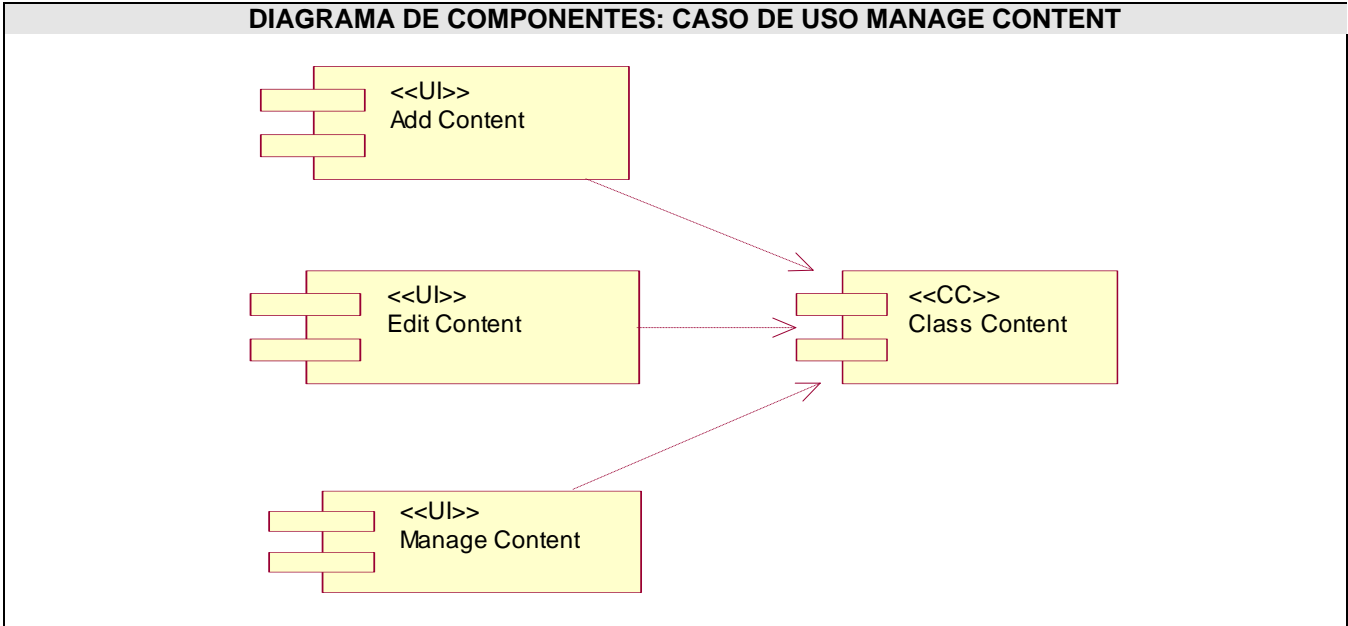 DIAGRAMA DE COMPONENTES: CASO DE USO MANAGE CONTENT
<<UI>>
Add Content
<<UI>>
Edit Content
<<CC>>
Class Content
<<UI>>
Manage Content